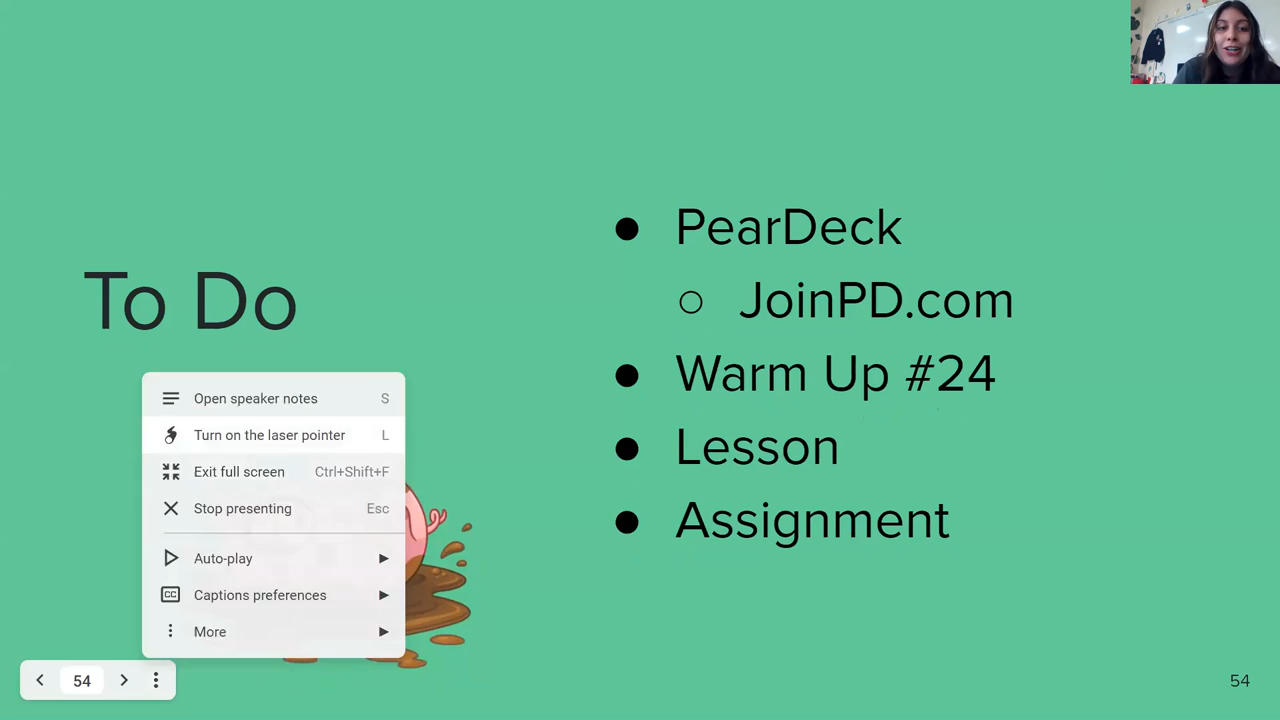 To Do
● PearDeck
○ JoinPD.com
● Warm Up #24
● Lesson
● Assignment
Open speaker notes S
Turn on the laser pointer L
Exit full screen Ctrl+Shift+F
Stop presenting Esc
Auto-play ▶
CC Captions preferences ▶
More ▶
54
54